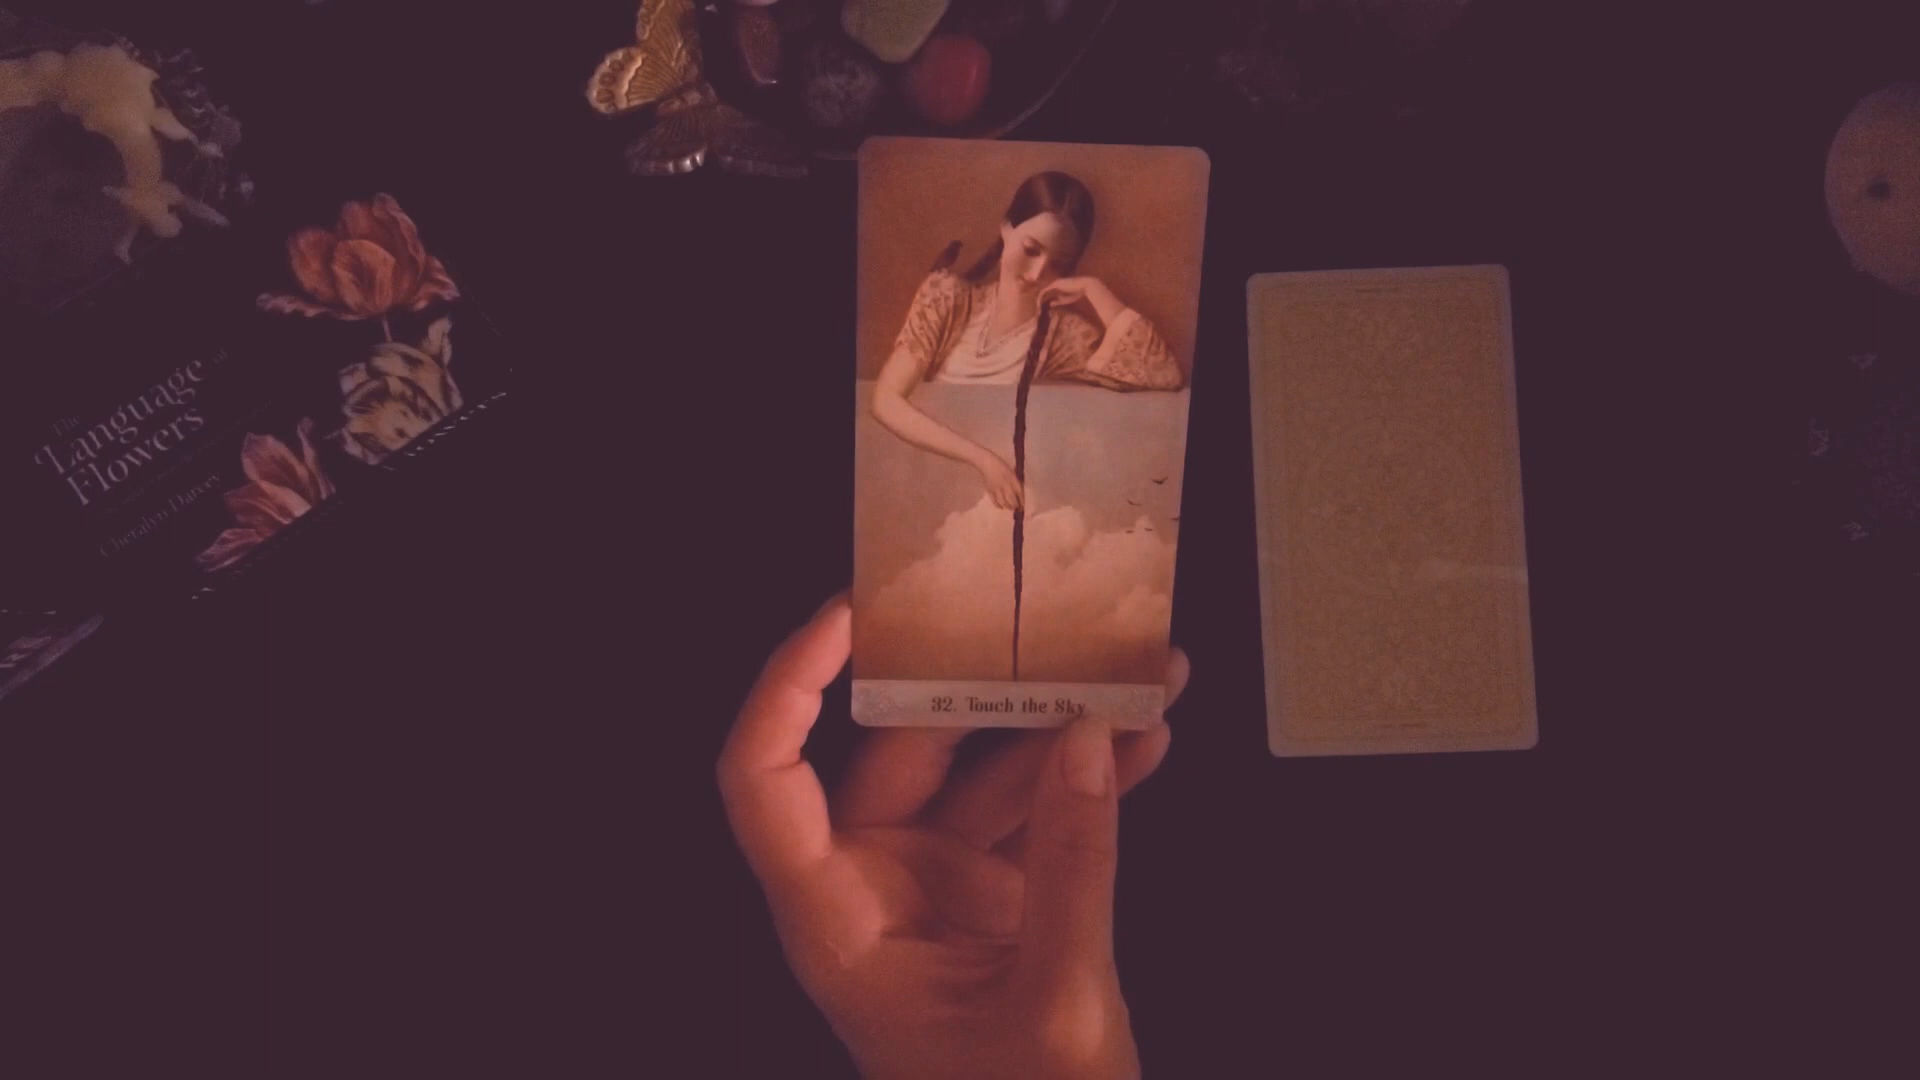 The
Language of
Flowers
Cheralyn Darcey
32. Touch the Sky